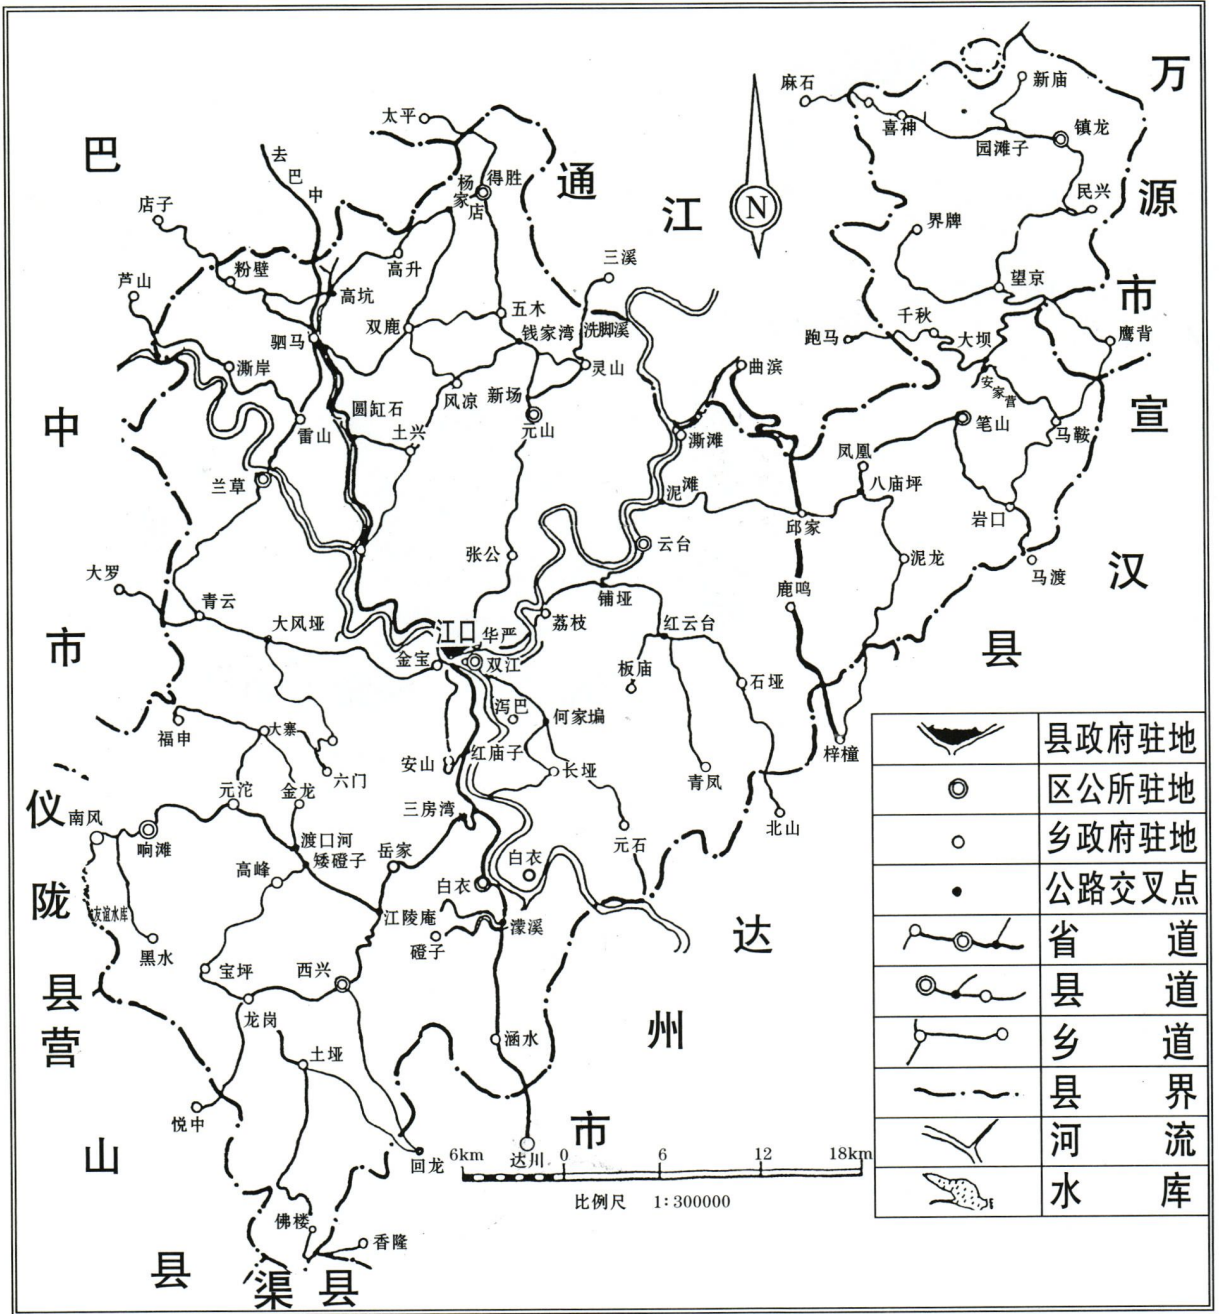 万
源
市
宣
汉
县
巴
中
市
通
江
仪
陇
县
营
山
县
渠县
达
州
市
N
麻石
新庙
喜神
园滩子
镇龙
民兴
界牌
望京
千秋
跑马
大坝
鹰背
安家营
笔山
马鞍
岩口
马渡
太平
去巴中
杨家店
得胜
店子
粉壁
高升
高坑
芦山
三溪
五木
双鹿
钱家湾
洗脚溪
驷马
澌岸
灵山
曲滨
风凉
新场
元山
圆缸石
土兴
雷山
兰草
澌滩
凤凰
八庙坪
泥滩
邱家
泥龙
云台
张公
鹿鸣
大罗
青云
大风垭
铺垭
荔枝
江口
华严
双江
金宝
红云台
板庙
石垭
泻巴
何家塥
福申
大寨
六门
安山
红庙子
长垭
青凤
梓橦
北山
元沱
金龙
南风
响滩
渡口河
矮磴子
三房湾
岳家
元石
高峰
白衣
白衣
友谊水库
江陵庵
濛溪
磴子
黑水
宝坪
西兴
龙岗
涵水
土垭
悦中
回龙
达川
佛楼
香隆
6km 0 6 12 18km
比例尺 1:300000
县政府驻地
区公所驻地
乡政府驻地
公路交叉点
省 道
县 道
乡 道
县 界
河 流
水 库